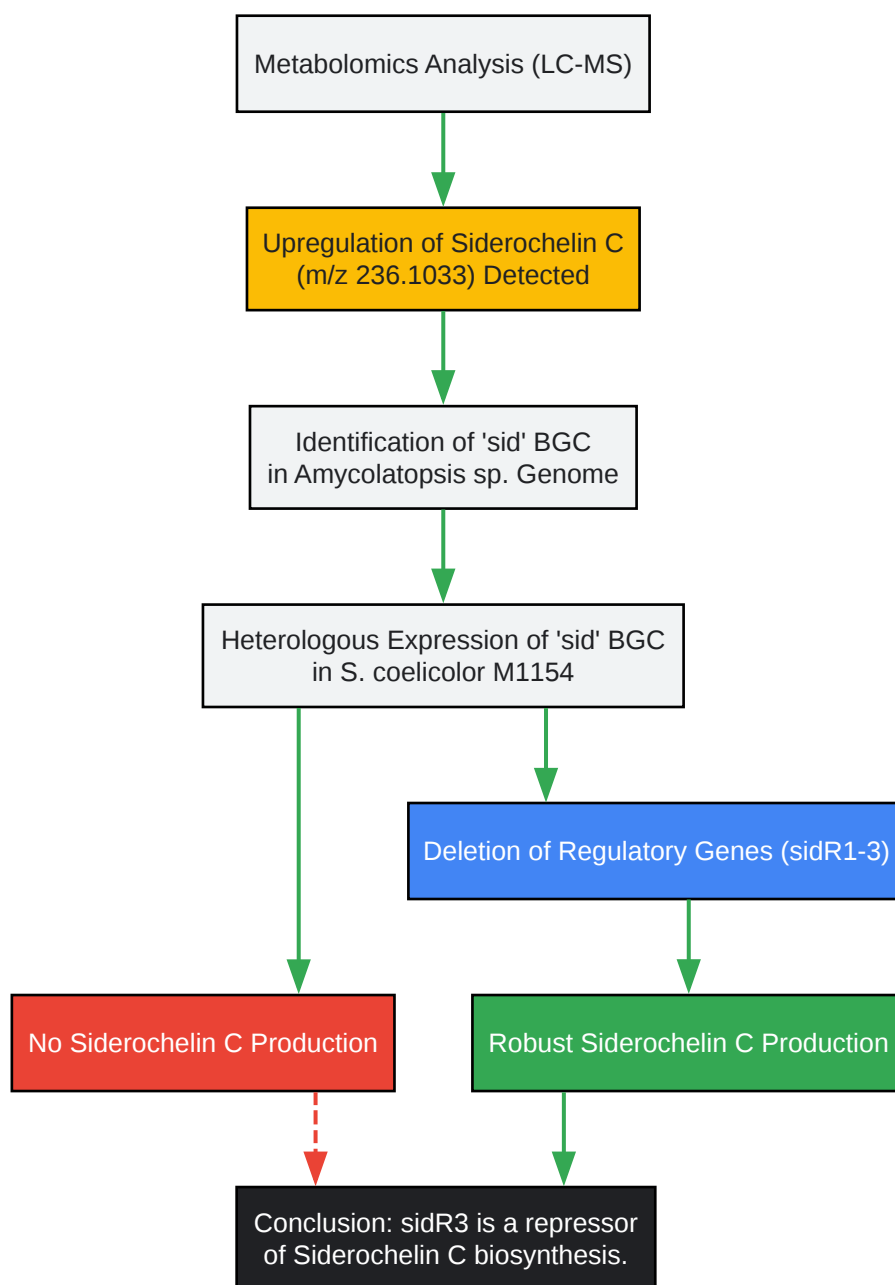 Metabolomics Analysis (LC-MS)
Upregulation of Siderochelin C
(m/z 236.1033) Detected
Identification of 'sid' BGC
in Amycolatopsis sp. Genome
Heterologous Expression of 'sid' BGC
in S. coelicolor M1154
Deletion of Regulatory Genes (sidR1-3)
No Siderochelin C Production
Robust Siderochelin C Production
Conclusion: sidR3 is a repressor
of Siderochelin C biosynthesis.